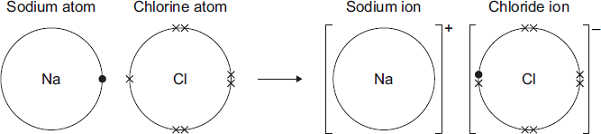 Sodium atom Chlorine atom Sodium ion Chloride ion
Na Cl Na + Cl −